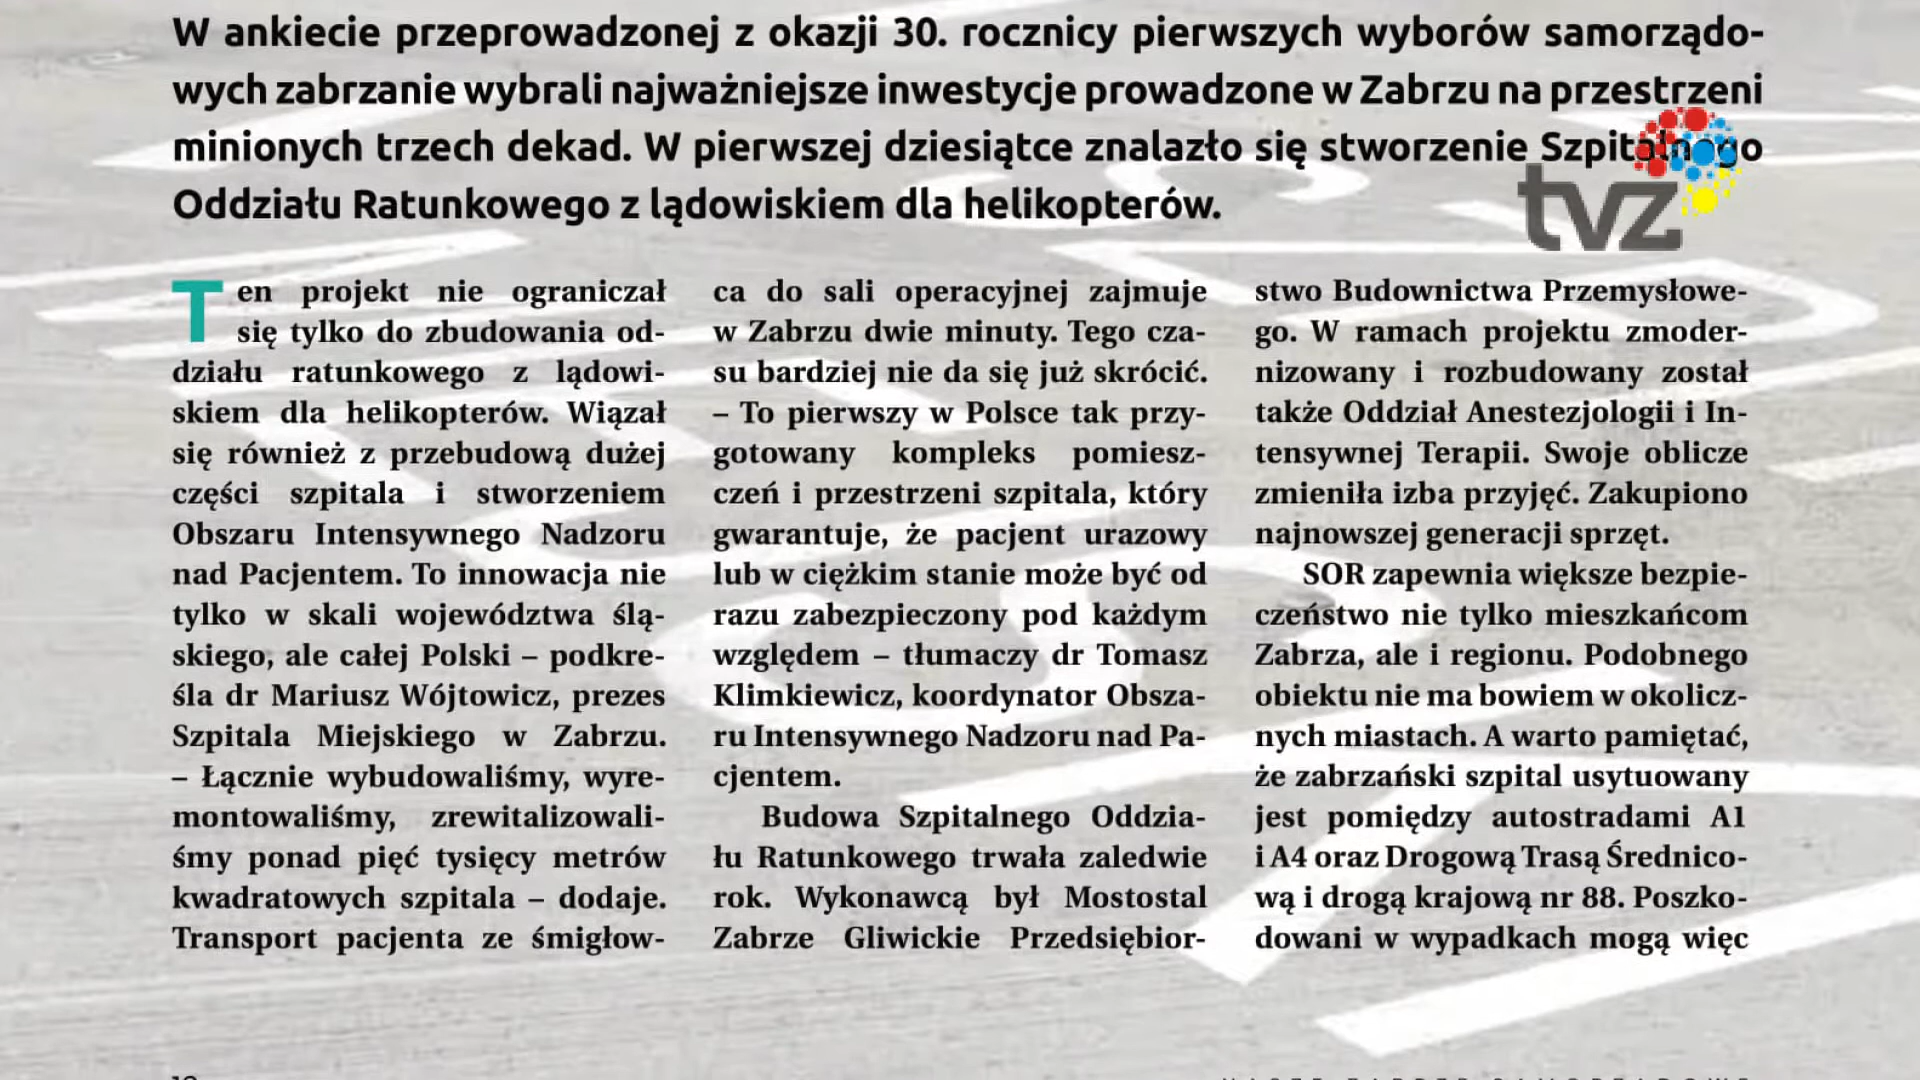 W ankiecie przeprowadzonej z okazji 30. rocznicy pierwszych wyborów samorządo-
wych zabrzanie wybrali najważniejsze inwestycje prowadzone w Zabrzu na przestrzeni
minionych trzech dekad. W pierwszej dziesiątce znalazło się stworzenie Szpitalnego
Oddziału Ratunkowego z lądowiskiem dla helikopterów.
tvz
Ten projekt nie ograniczał
się tylko do zbudowania od-
działu ratunkowego z lądowi-
skiem dla helikopterów. Wiązał
się również z przebudową dużej
części szpitala i stworzeniem
Obszaru Intensywnego Nadzoru
nad Pacjentem. To innowacja nie
tylko w skali województwa ślą-
skiego, ale całej Polski – podkre-
śla dr Mariusz Wójtowicz, prezes
Szpitala Miejskiego w Zabrzu.
– Łącznie wybudowaliśmy, wyre-
montowaliśmy, zrewitalizowali-
śmy ponad pięć tysięcy metrów
kwadratowych szpitala – dodaje.
Transport pacjenta ze śmigłow-
ca do sali operacyjnej zajmuje
w Zabrzu dwie minuty. Tego cza-
su bardziej nie da się już skrócić.
– To pierwszy w Polsce tak przy-
gotowany kompleks pomiesz-
czeń i przestrzeni szpitala, który
gwarantuje, że pacjent urazowy
lub w ciężkim stanie może być od
razu zabezpieczony pod każdym
względem – tłumaczy dr Tomasz
Klimkiewicz, koordynator Obsza-
ru Intensywnego Nadzoru nad Pa-
cjentem.
Budowa Szpitalnego Oddzia-
łu Ratunkowego trwała zaledwie
rok. Wykonawcą był Mostostal
Zabrze Gliwickie Przedsiębior-
stwo Budownictwa Przemysłowe-
go. W ramach projektu zmoder-
nizowany i rozbudowany został
także Oddział Anestezjologii i In-
tensywnej Terapii. Swoje oblicze
zmieniła izba przyjęć. Zakupiono
najnowszej generacji sprzęt.
SOR zapewnia większe bezpie-
czeństwo nie tylko mieszkańcom
Zabrza, ale i regionu. Podobnego
obiektu nie ma bowiem w okolicz-
nych miastach. A warto pamiętać,
że zabrzański szpital usytuowany
jest pomiędzy autostradami A1
i A4 oraz Drogową Trasą Średnico-
wą i drogą krajową nr 88. Poszko-
dowani w wypadkach mogą więc